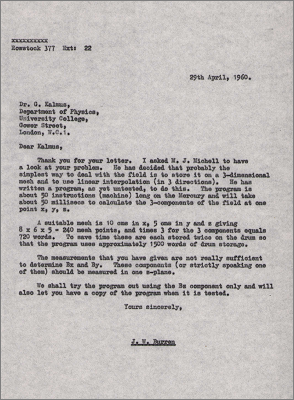 xxxxxxxxxx
Rowstock 377 Ext: 22
29th April, 1960.
Dr. G. Kalmus,
Department of Physics,
University College,
Gower Street,
London, W.C.1.
Dear Kalmus,
Thank you for your letter. I asked M. J. Michell to have
a look at your problem. He has decided that probably the
simplest way to deal with the field is to store it on a 3-dimensional
mesh and to use linear interpolation (in 3 directions). He has
written a program, as yet untested, to do this. The program is
about 50 instructions (machine) long on the Mercury and will take
about 50 millisecs to calculate the 3-components of the field at one
point x, y, z.
A suitable mesh is 10 cms in x, 5 cms in y and z giving
8 x 6 x 5 = 240 mesh points, and times 3 for the 3 components equals
720 words. To save time these are each stored twice on the drum so
that the program uses approximately 1500 words of drum storage.
The measurements that you have given are not really sufficient
to determine Bx and By. These components (or strictly speaking one
of them) should be measured in one z-plane.
We shall try the program out using the Bz component only and will
also let you have a copy of the program when it is tested.
Yours sincerely,
J. W. Burren